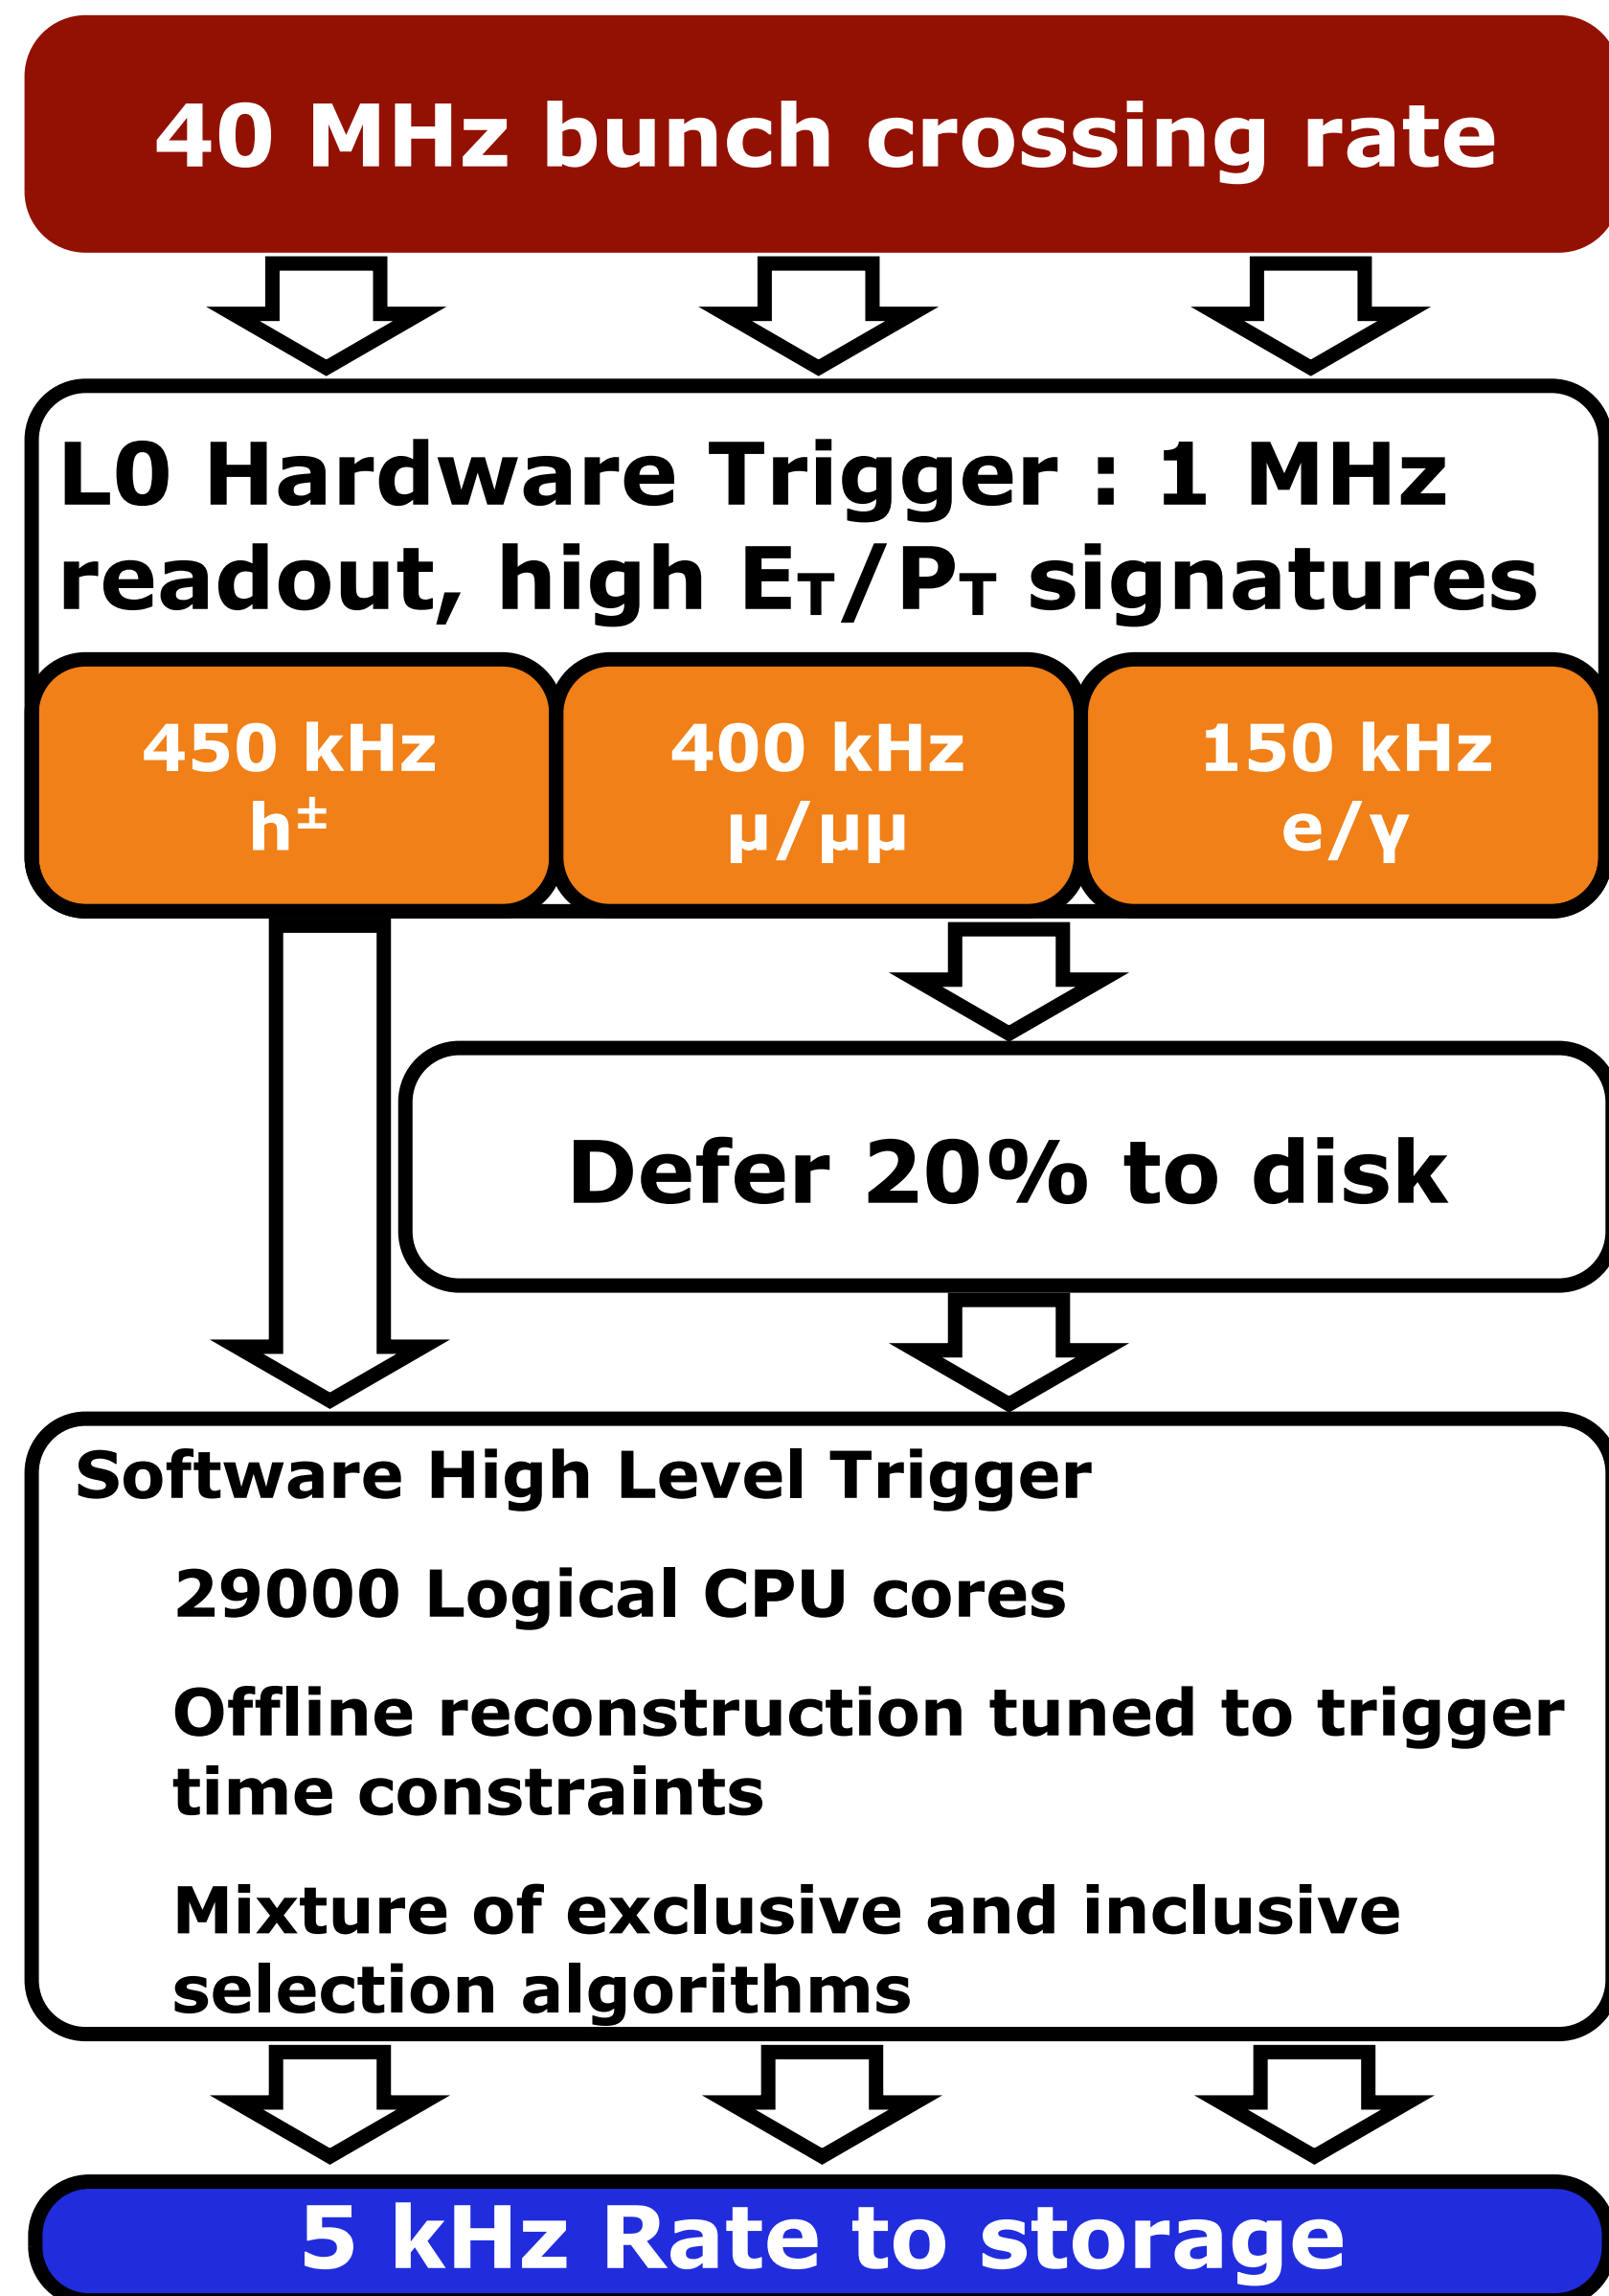 40 MHz bunch crossing rate
L0 Hardware Trigger : 1 MHz
readout, high E_T/P_T signatures
450 kHz
h±
400 kHz
μ/μμ
150 kHz
e/γ
Defer 20% to disk
Software High Level Trigger
29000 Logical CPU cores
Offline reconstruction tuned to trigger
time constraints
Mixture of exclusive and inclusive
selection algorithms
5 kHz Rate to storage